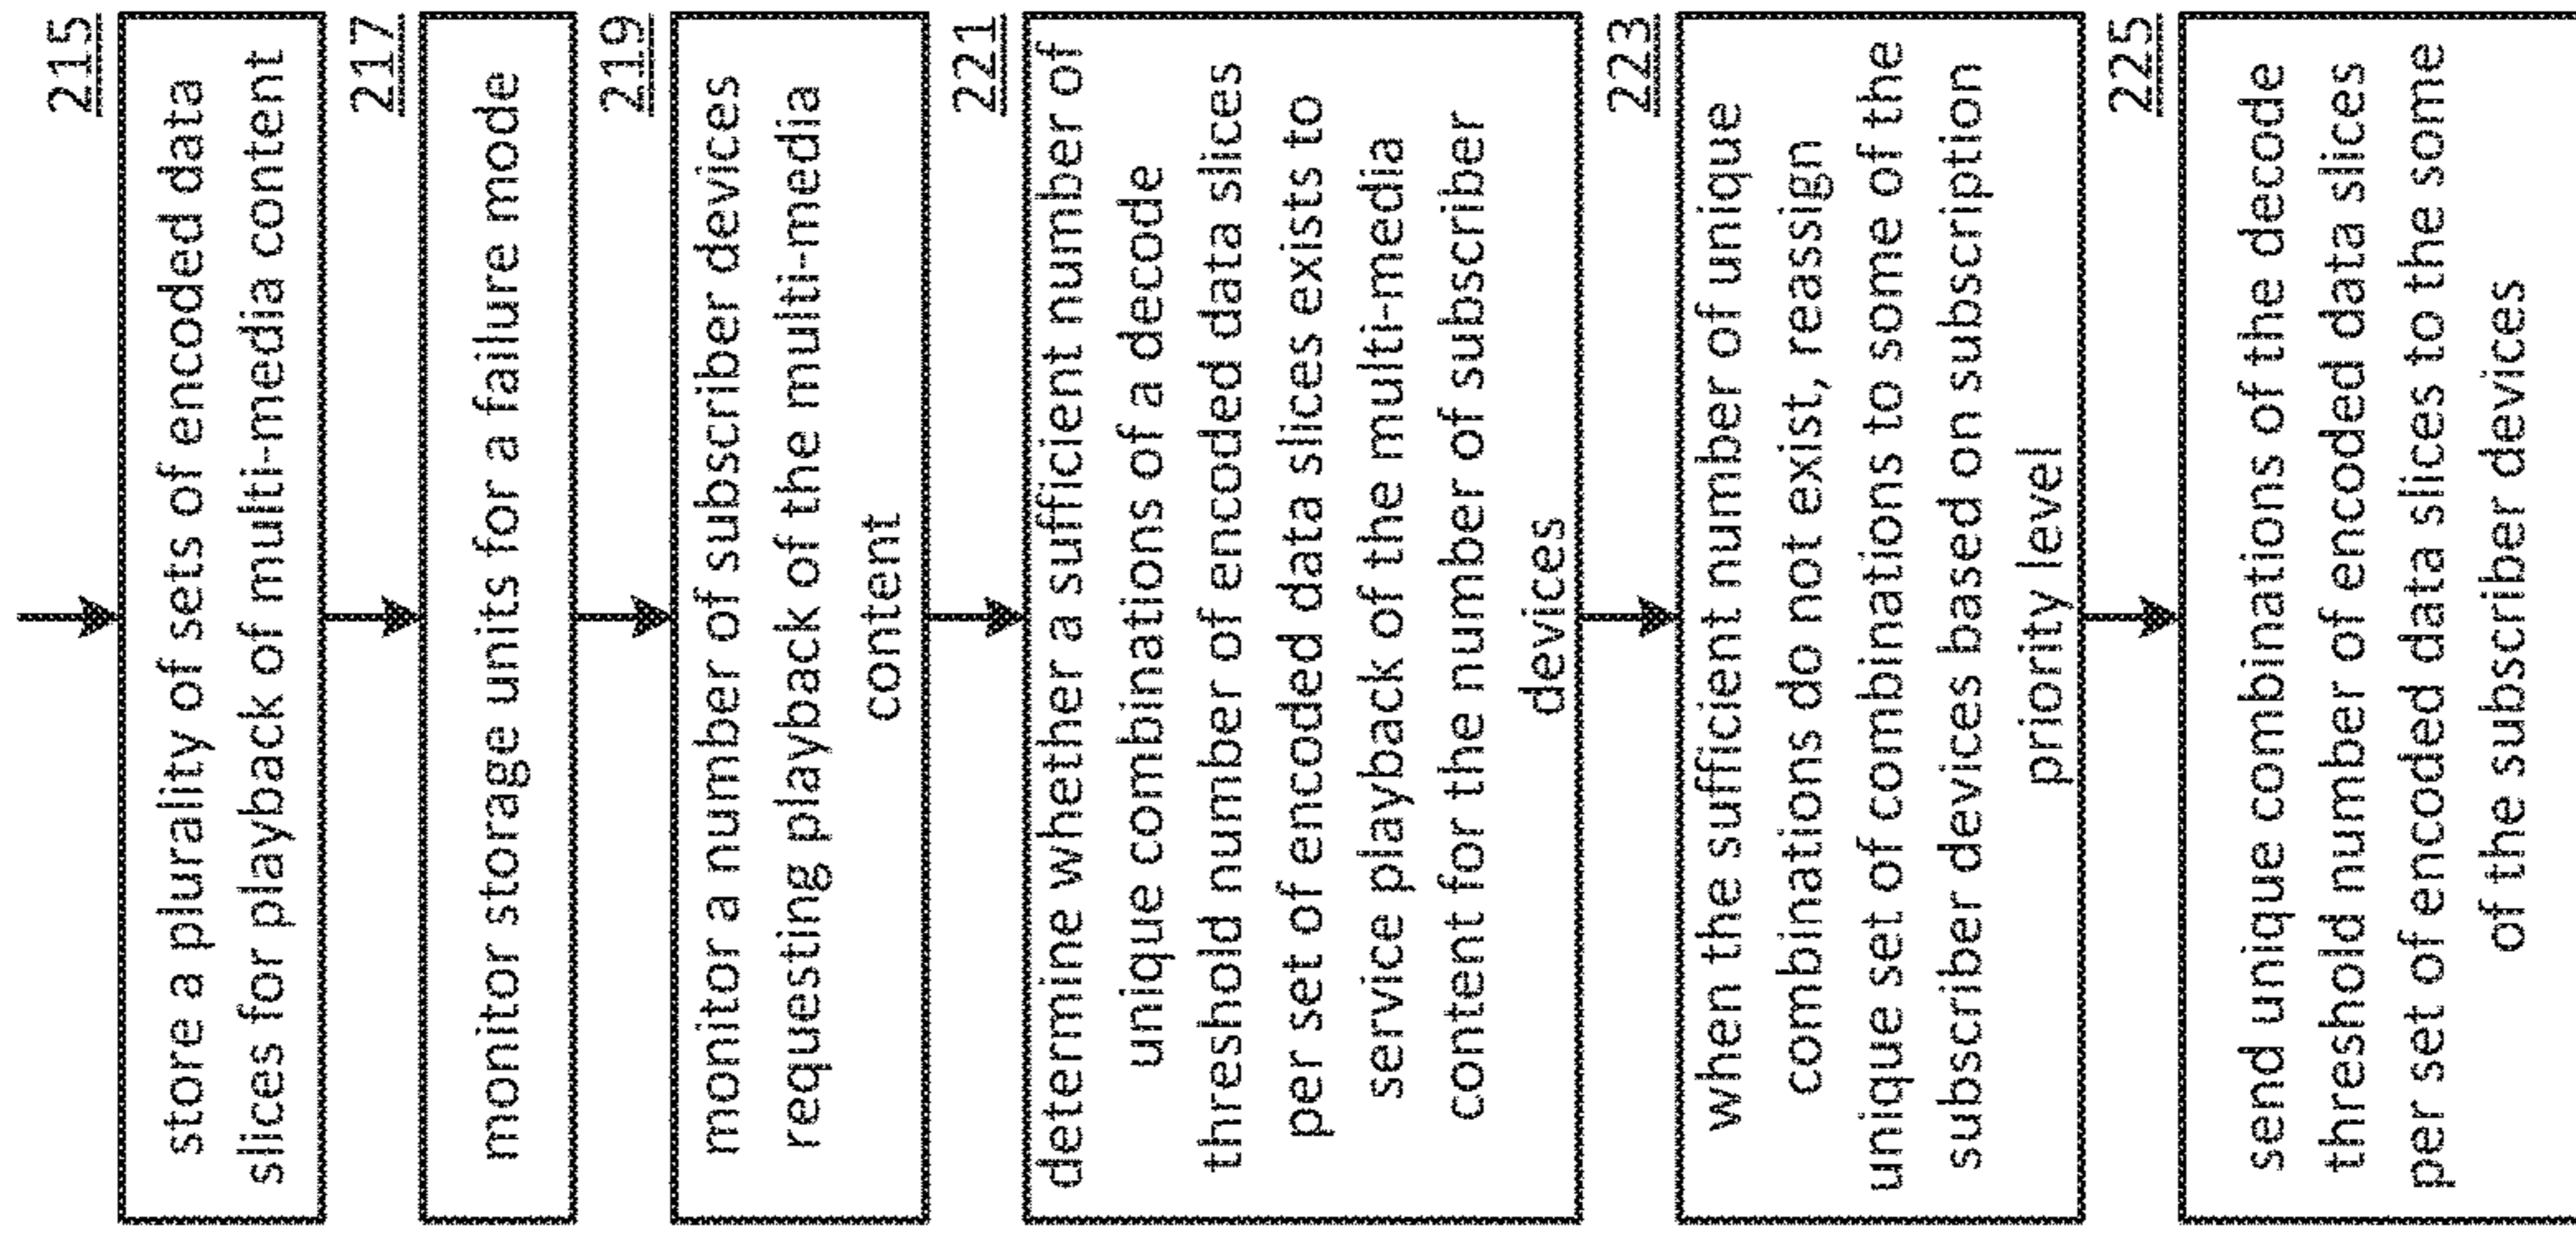 215
store a plurality of sets of encoded data
slices for playback of multi-media content
217
monitor storage units for a failure mode
219
monitor a number of subscriber devices
requesting playback of the multi-media
content
221
determine whether a sufficient number of
unique combinations of a decode
threshold number of encoded data slices
per set of encoded data slices exists to
service playback of the multi-media
content for the number of subscriber
devices
223
when the sufficient number of unique
combinations do not exist, reassign
unique set of combinations to some of the
subscriber devices based on subscription
priority level
225
send unique combinations of the decode
threshold number of encoded data slices
per set of encoded data slices to the some
of the subscriber devices